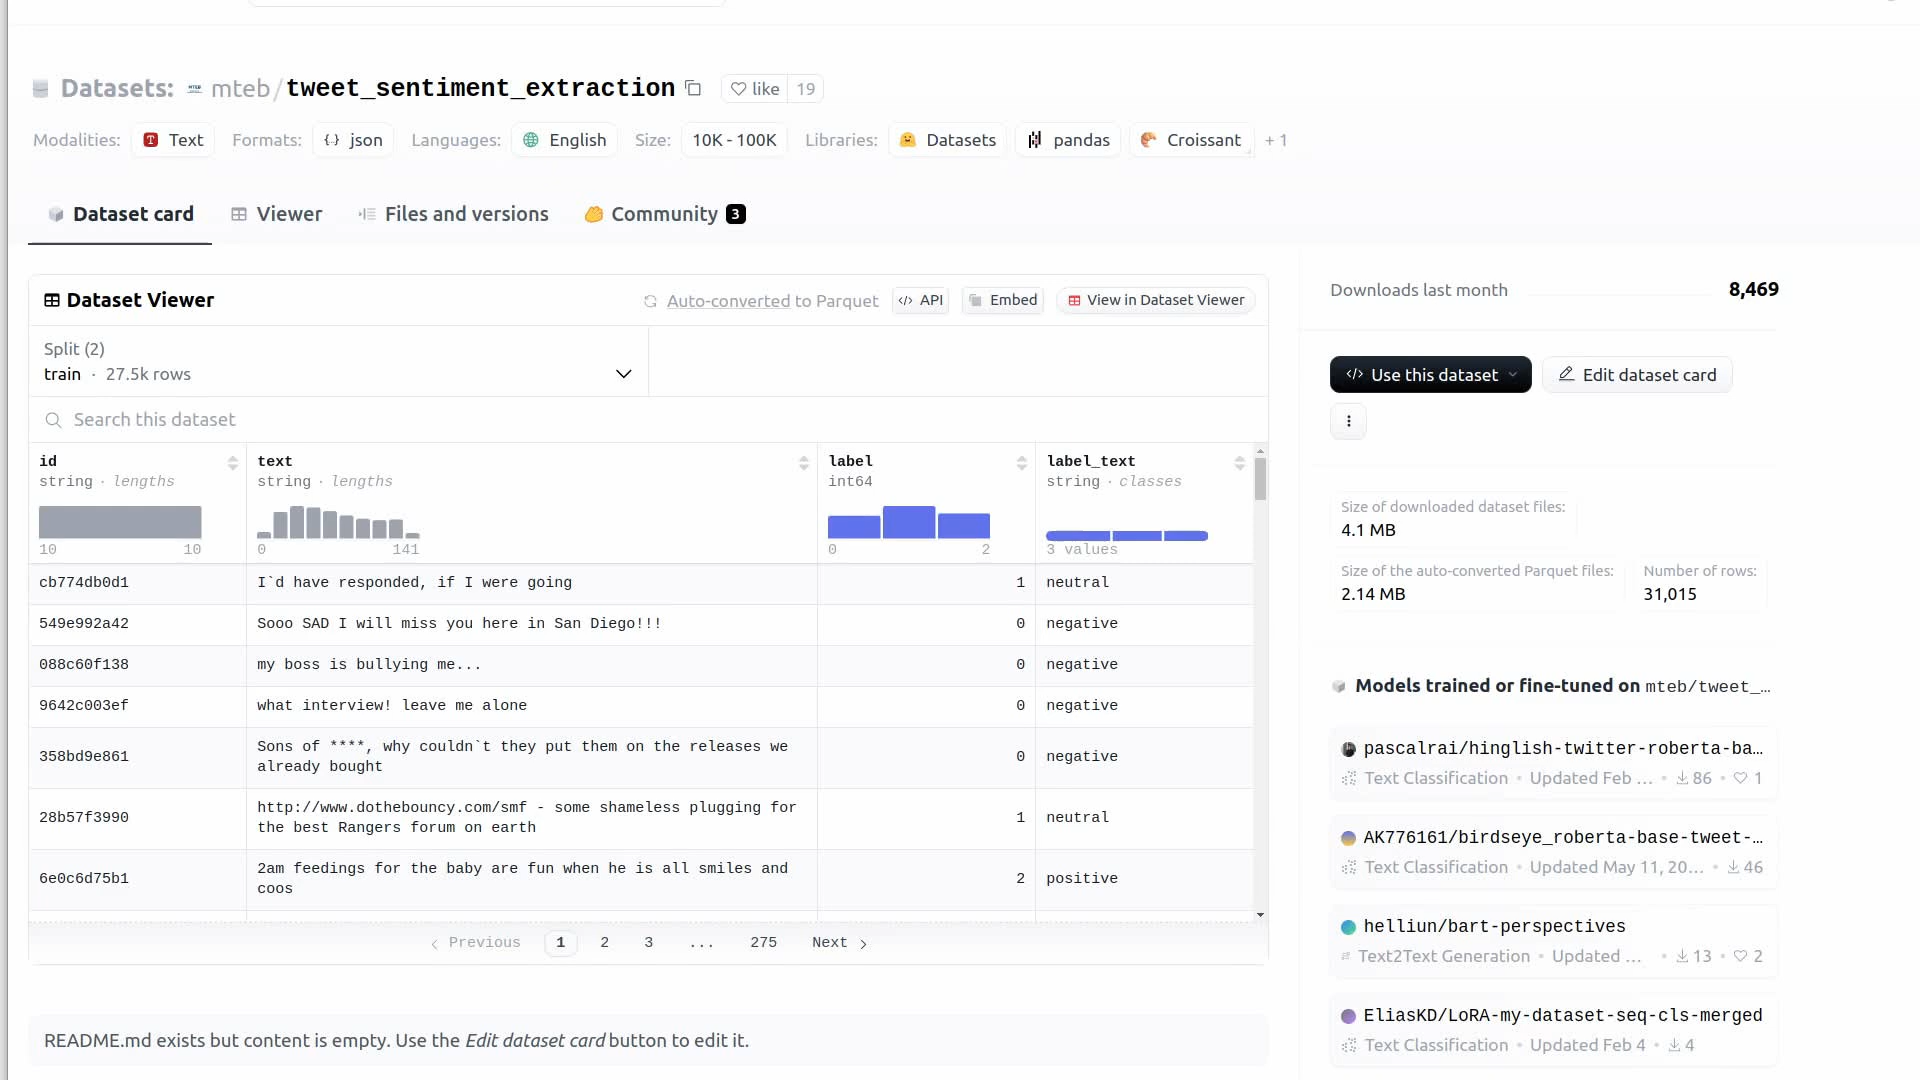 Datasets: mteb/tweet_sentiment_extraction like 19
Modalities: Text Formats: json Languages: English Size: 10K - 100K Libraries: Datasets pandas Croissant + 1
Dataset card Viewer Files and versions Community 3
Dataset Viewer Auto-converted to Parquet API Embed View in Dataset Viewer
Split (2)
train · 27.5k rows
Search this dataset
id text label label_text
string · lengths string · lengths int64 string · classes
10 10 0 141 0 2 3 values
cb774db0d1 I`d have responded, if I were going 1 neutral
549e992a42 Sooo SAD I will miss you here in San Diego!!! 0 negative
088c60f138 my boss is bullying me... 0 negative
9642c003ef what interview! leave me alone 0 negative
358bd9e861 Sons of ****, why couldn`t they put them on the releases we
already bought 0 negative
28b57f3990 http://www.dothebouncy.com/smf - some shameless plugging for
the best Rangers forum on earth 1 neutral
6e0c6d75b1 2am feedings for the baby are fun when he is all smiles and
coos 2 positive
Previous 1 2 3 ... 275 Next
README.md exists but content is empty. Use the Edit dataset card button to edit it.
Downloads last month 8,469
Use this dataset Edit dataset card
Size of downloaded dataset files:
4.1 MB
Size of the auto-converted Parquet files: Number of rows:
2.14 MB 31,015
Models trained or fine-tuned on mteb/tweet_…
pascalrai/hinglish-twitter-roberta-ba…
Text Classification • Updated Feb … • 86 • 1
AK776161/birdseye_roberta-base-tweet-…
Text Classification • Updated May 11, 20… • 46
helliun/bart-perspectives
Text2Text Generation • Updated … • 13 • 2
EliasKD/LoRA-my-dataset-seq-cls-merged
Text Classification • Updated Feb 4 • 4